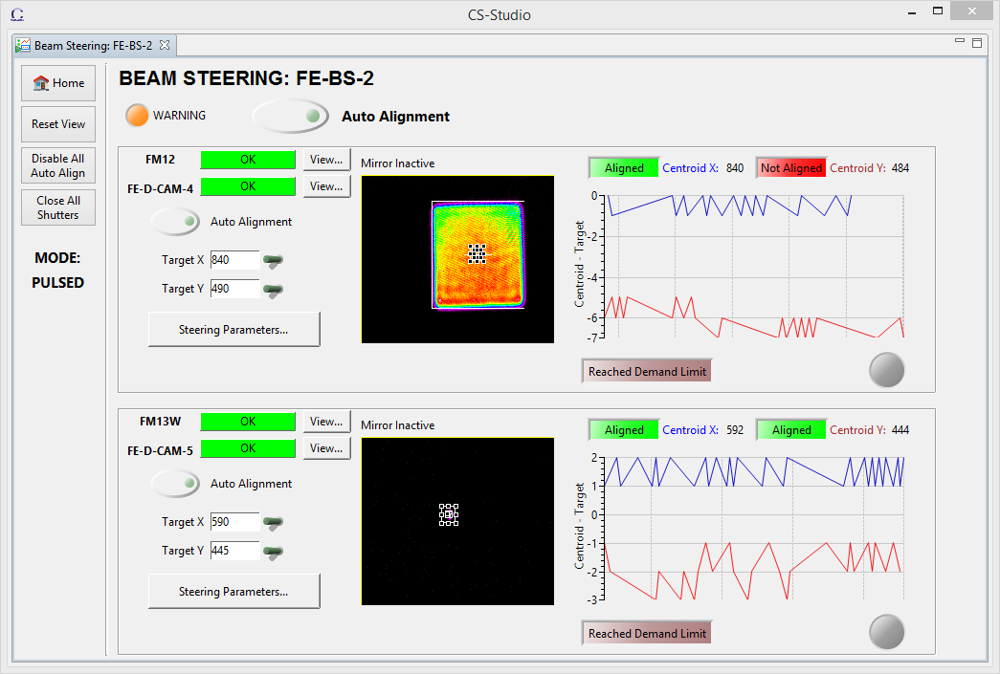 CS-Studio
Beam Steering: FE-BS-2
Home
Reset View
Disable All
Auto Align
Close All
Shutters
MODE:
PULSED
BEAM STEERING: FE-BS-2
WARNING
Auto Alignment
FM12
OK
View...
FE-D-CAM-4
OK
View...
Auto Alignment
Target X
840
Target Y
490
Steering Parameters...
Mirror Inactive
Aligned
Centroid X:
840
Not Aligned
Centroid Y:
484
Centroid - Target
0
-2
-4
-6
-7
Reached Demand Limit
FM13W
OK
View...
FE-D-CAM-5
OK
View...
Auto Alignment
Target X
590
Target Y
445
Steering Parameters...
Mirror Inactive
Aligned
Centroid X:
592
Aligned
Centroid Y:
444
Centroid - Target
2
1
0
-1
-2
-3
Reached Demand Limit